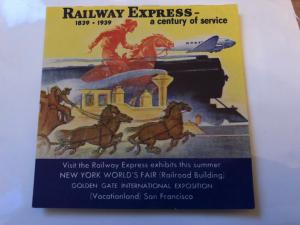 RAILWAY EXPRESS-
1839 • 1939 a century of service
Visit the Railway Express exhibits this summer
NEW YORK WORLD'S FAIR (Railroad Building)
GOLDEN GATE INTERNATIONAL EXPOSITION
(Vacationland) San Francisco